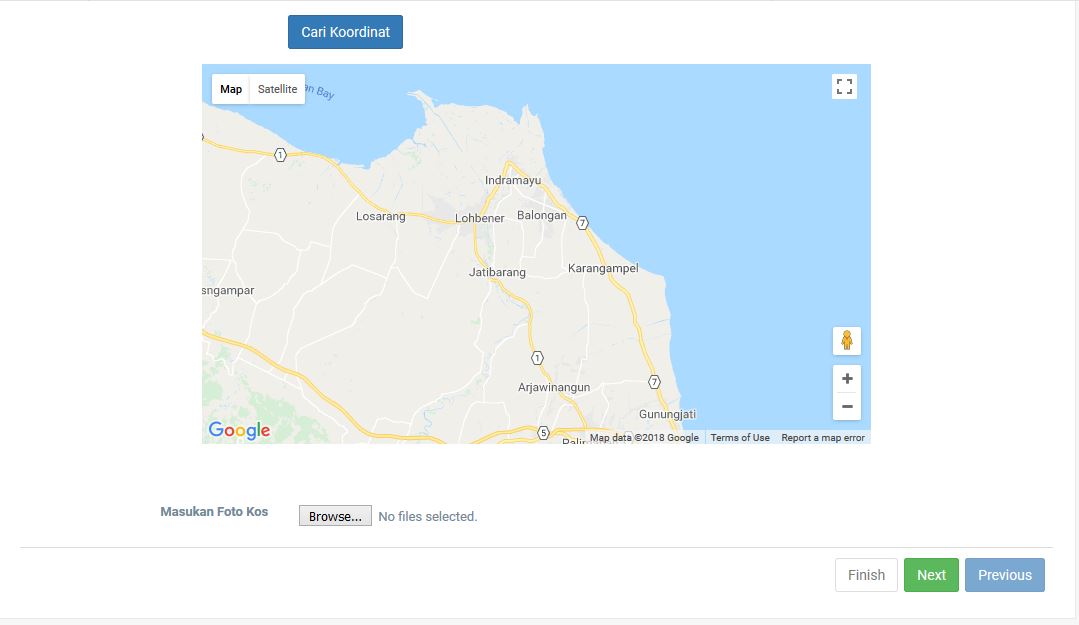 Cari Koordinat
Map Satellite
an Bay
1
Indramayu
Losarang
Lohbener
Balongan
7
Jatibarang
Karangampel
sngampar
1
Arjawinangun
7
Gunungjati
5
Google
Map data ©2018 Google Terms of Use Report a map error
Masukan Foto Kos Browse... No files selected.
Finish Next Previous